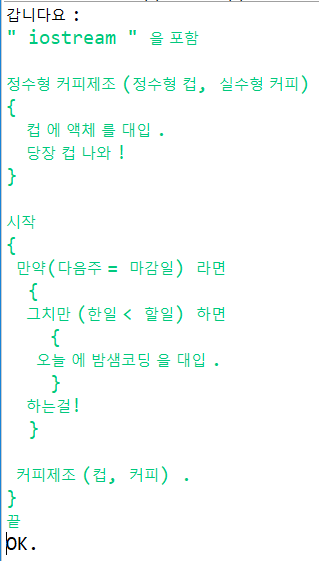 갑니다요 :
" iostream " 을 포함
정수형 커피제조 (정수형 컵, 실수형 커피)
{
컵 에 액체 를 대입 .
당장 컵 나와 !
}
시작
{
만약(다음주 = 마감일) 라면
{
그치만 (한일 < 할일) 하면
{
오늘 에 밤샘코딩 을 대입 .
}
하는걸!
}
커피제조 (컵, 커피) .
}
끝
OK.